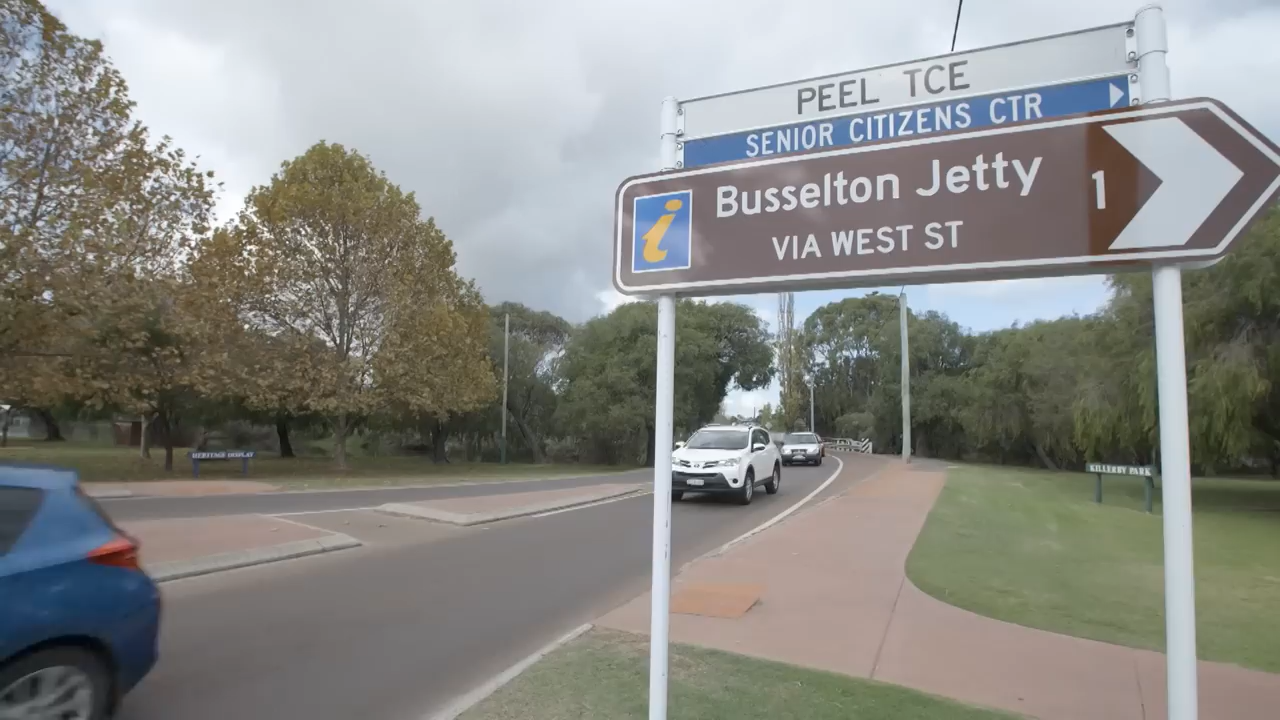 PEEL TCE
SENIOR CITIZENS CTR
i Busselton Jetty 1
VIA WEST ST
HERITAGE DISPLAY
KILLERBY PARK